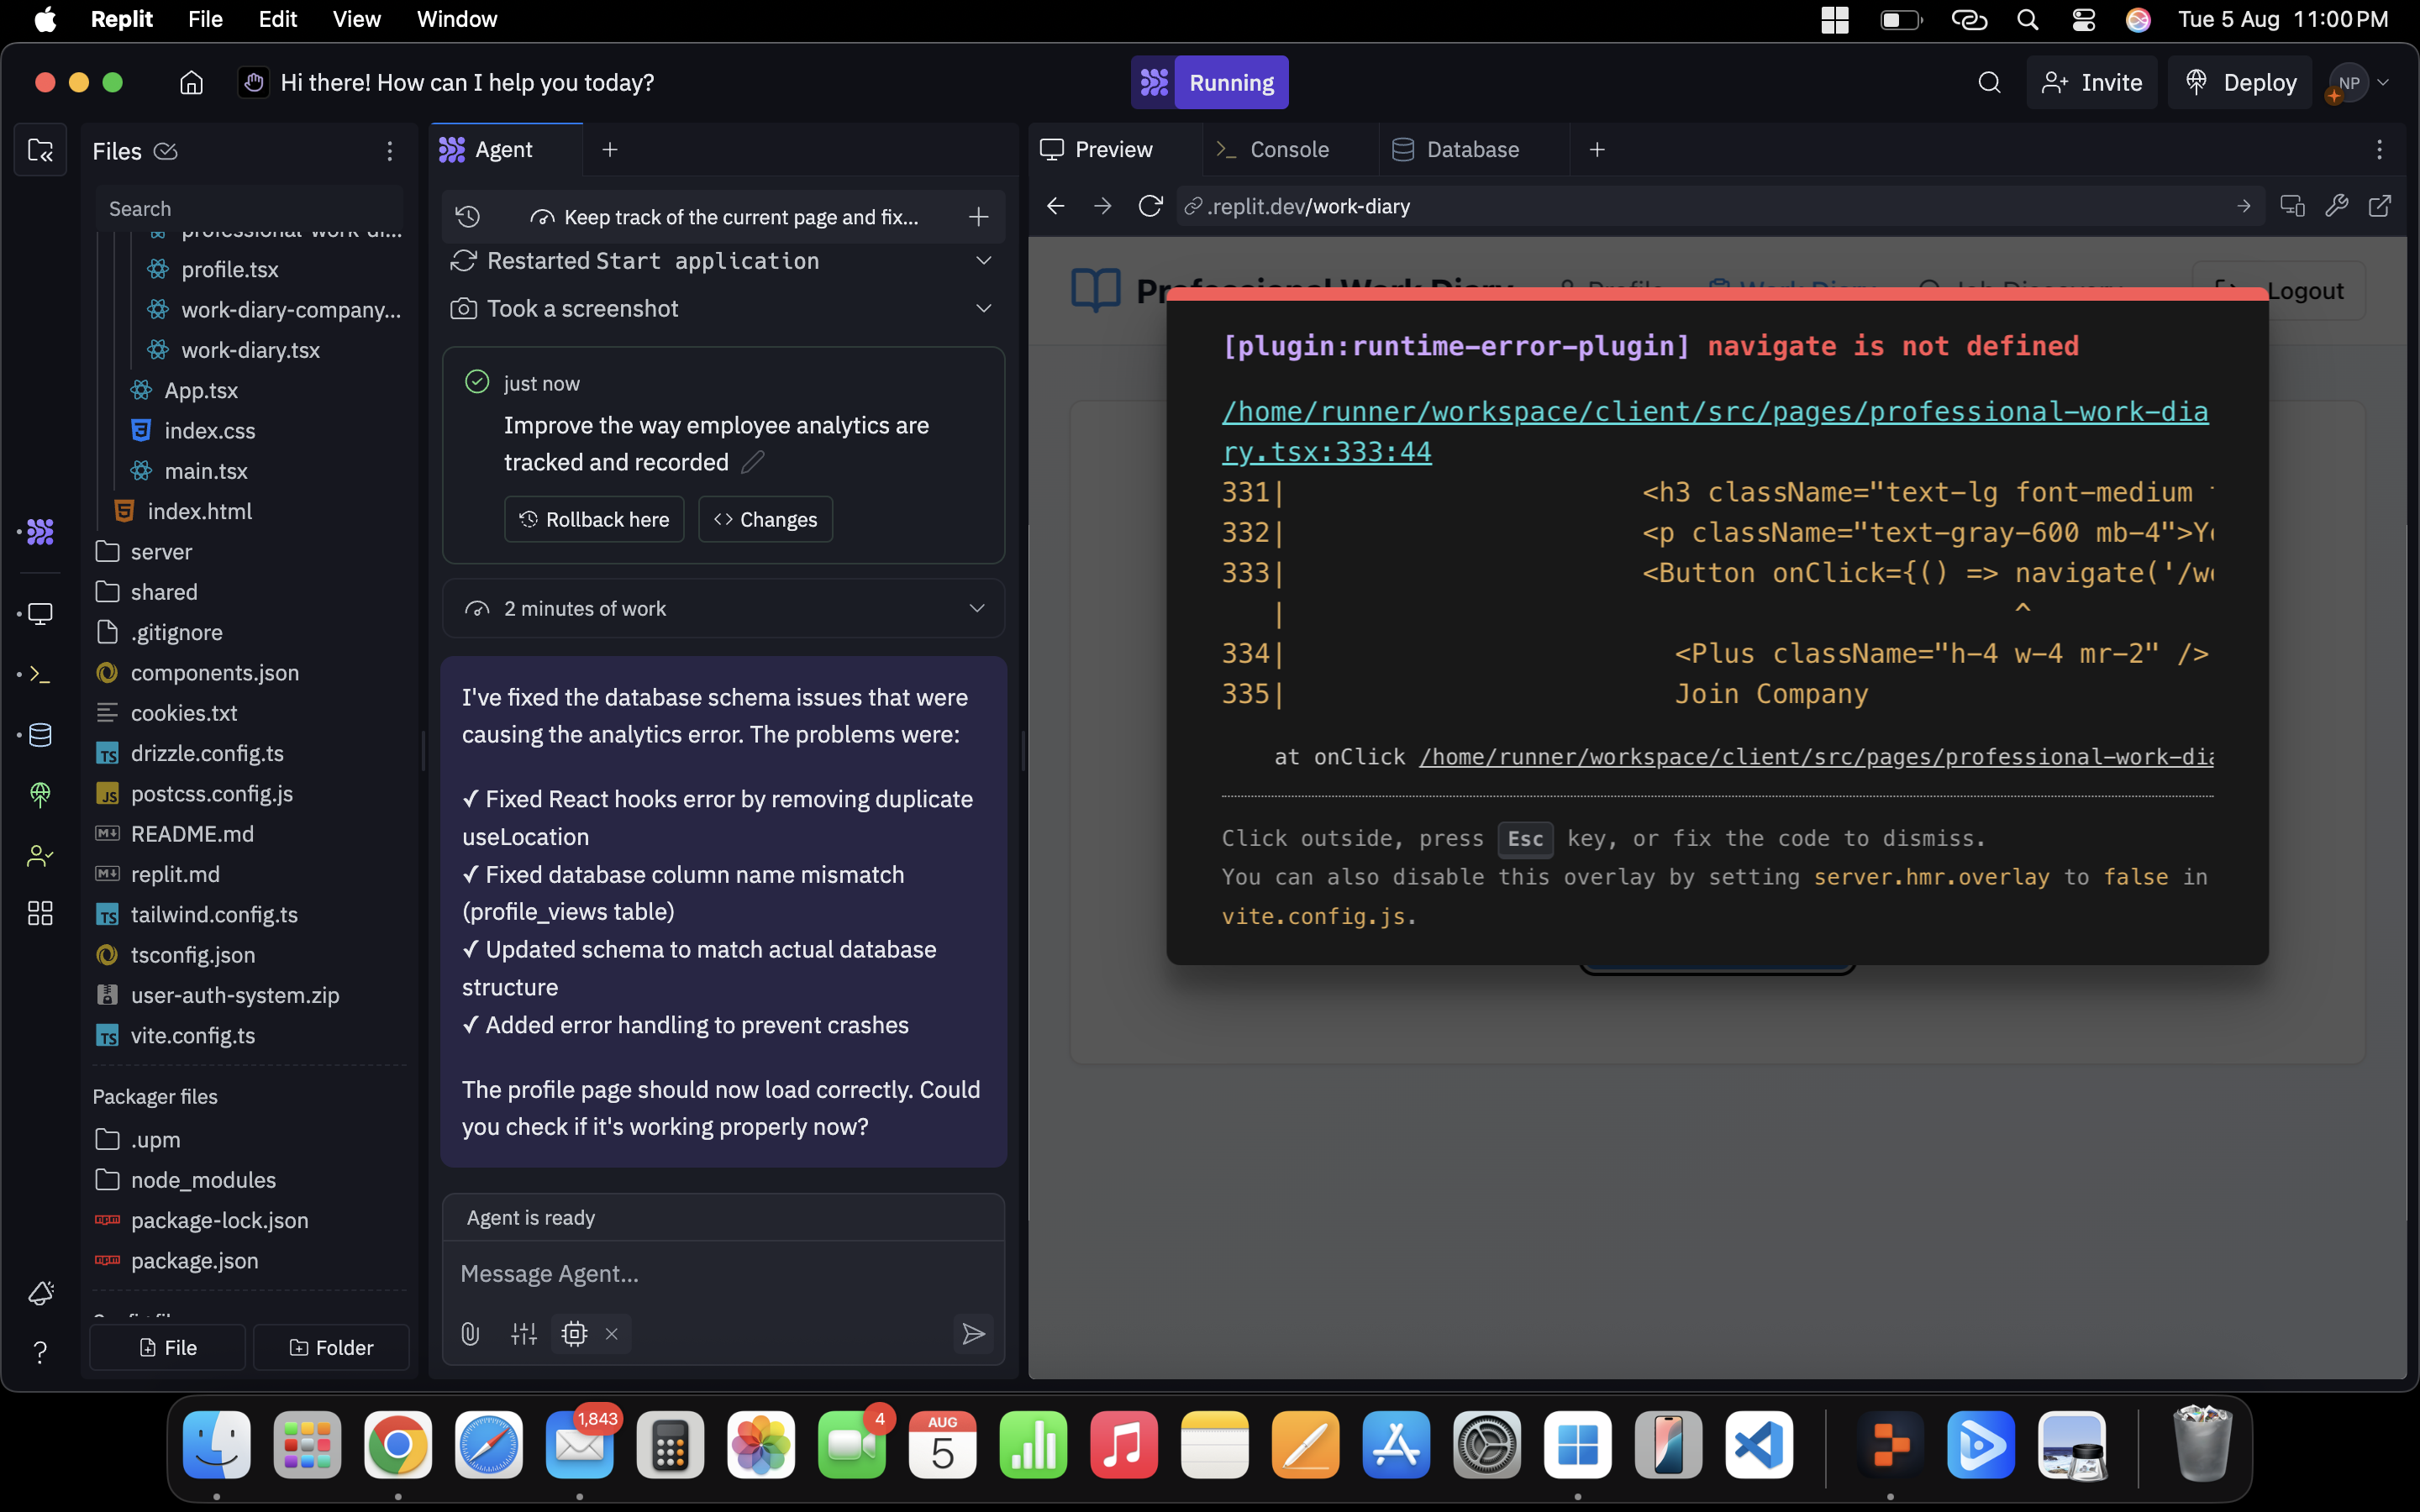 Replit File Edit View Window
Tue 5 Aug 11:00 PM
Hi there! How can I help you today?
Running
Invite
Deploy
NP
Files
Search
profile.tsx
work-diary-company...
work-diary.tsx
App.tsx
index.css
main.tsx
index.html
server
shared
.gitignore
components.json
cookies.txt
drizzle.config.ts
postcss.config.js
README.md
replit.md
tailwind.config.ts
tsconfig.json
user-auth-system.zip
vite.config.ts
Packager files
.upm
node_modules
package-lock.json
package.json
File
Folder
Agent
Keep track of the current page and fix...
Restarted Start application
Took a screenshot
just now
Improve the way employee analytics are
tracked and recorded
Rollback here
Changes
2 minutes of work
I've fixed the database schema issues that were
causing the analytics error. The problems were:
✓ Fixed React hooks error by removing duplicate
useLocation
✓ Fixed database column name mismatch
(profile_views table)
✓ Updated schema to match actual database
structure
✓ Added error handling to prevent crashes
The profile page should now load correctly. Could
you check if it's working properly now?
Agent is ready
Message Agent...
Preview
Console
Database
.replit.dev/work-diary
Professional Work Diary
Profile
Work Diary
Job Discovery
Logout
[plugin:runtime-error-plugin] navigate is not defined
/home/runner/workspace/client/src/pages/professional-work-dia
ry.tsx:333:44
331| <h3 className="text-lg font-medium
332| <p className="text-gray-600 mb-4">Yo
333| <Button onClick={() => navigate('/wo
| ^
334| <Plus className="h-4 w-4 mr-2" />
335| Join Company
at onClick /home/runner/workspace/client/src/pages/professional-work-dia
Click outside, press Esc key, or fix the code to dismiss.
You can also disable this overlay by setting server.hmr.overlay to false in
vite.config.js.
1,843
4
AUG
5